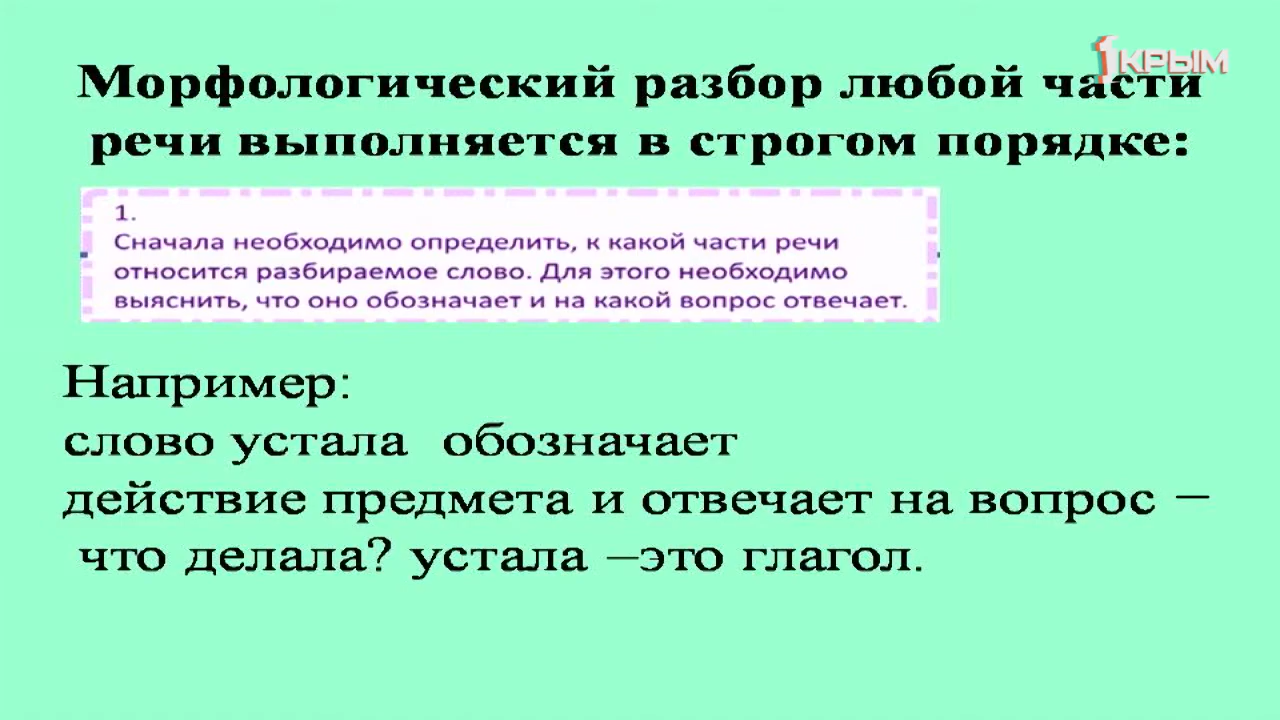 1КРЫМ
Морфологический разбор любой части
речи выполняется в строгом порядке:
1.
Сначала необходимо определить, к какой части речи
относится разбираемое слово. Для этого необходимо
выяснить, что оно обозначает и на какой вопрос отвечает.
Например:
слово устала обозначает
действие предмета и отвечает на вопрос –
что делала? устала –это глагол.